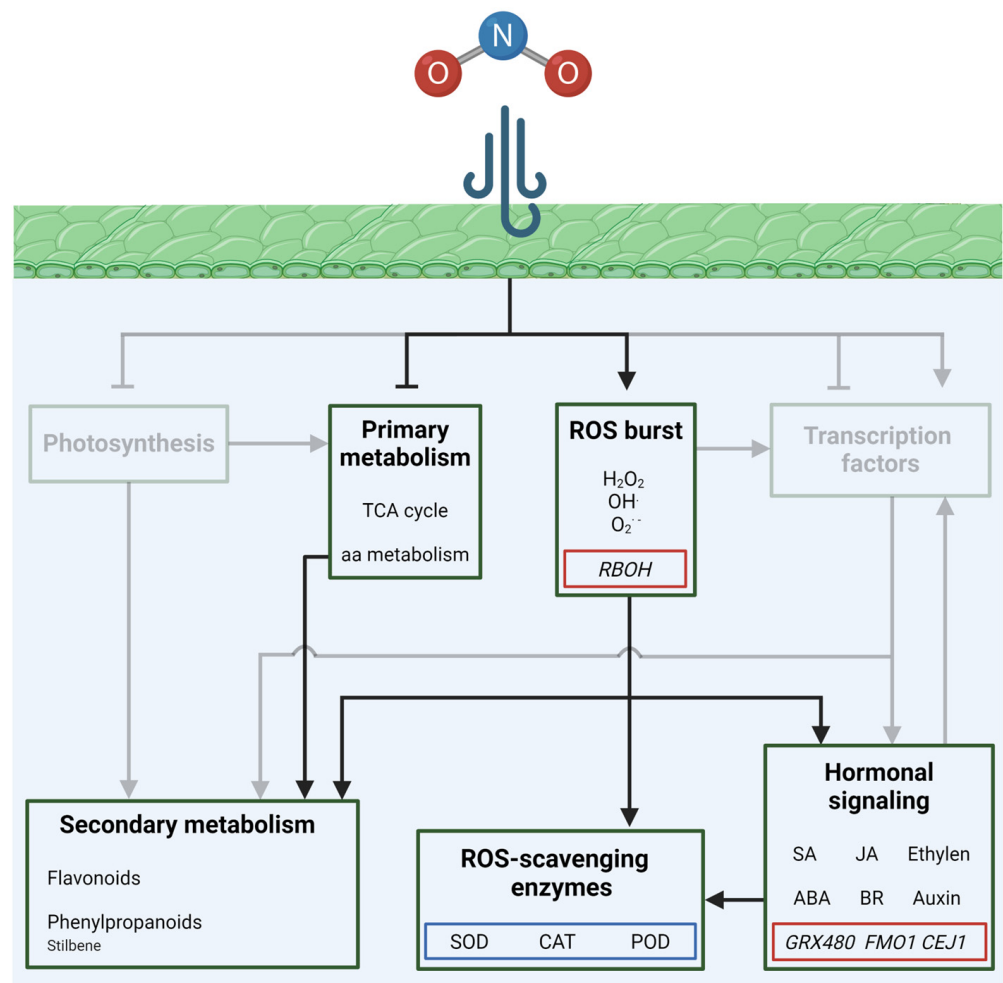 N
O O
Photosynthesis
Primary
metabolism
TCA cycle
aa metabolism
ROS burst
H₂O₂
OH·
O₂·⁻
RBOH
Transcription
factors
Secondary metabolism
Flavonoids
Phenylpropanoids
Stilbene
ROS-scavenging
enzymes
SOD CAT POD
Hormonal
signaling
SA JA Ethylen
ABA BR Auxin
GRX480 FMO1 CEJ1